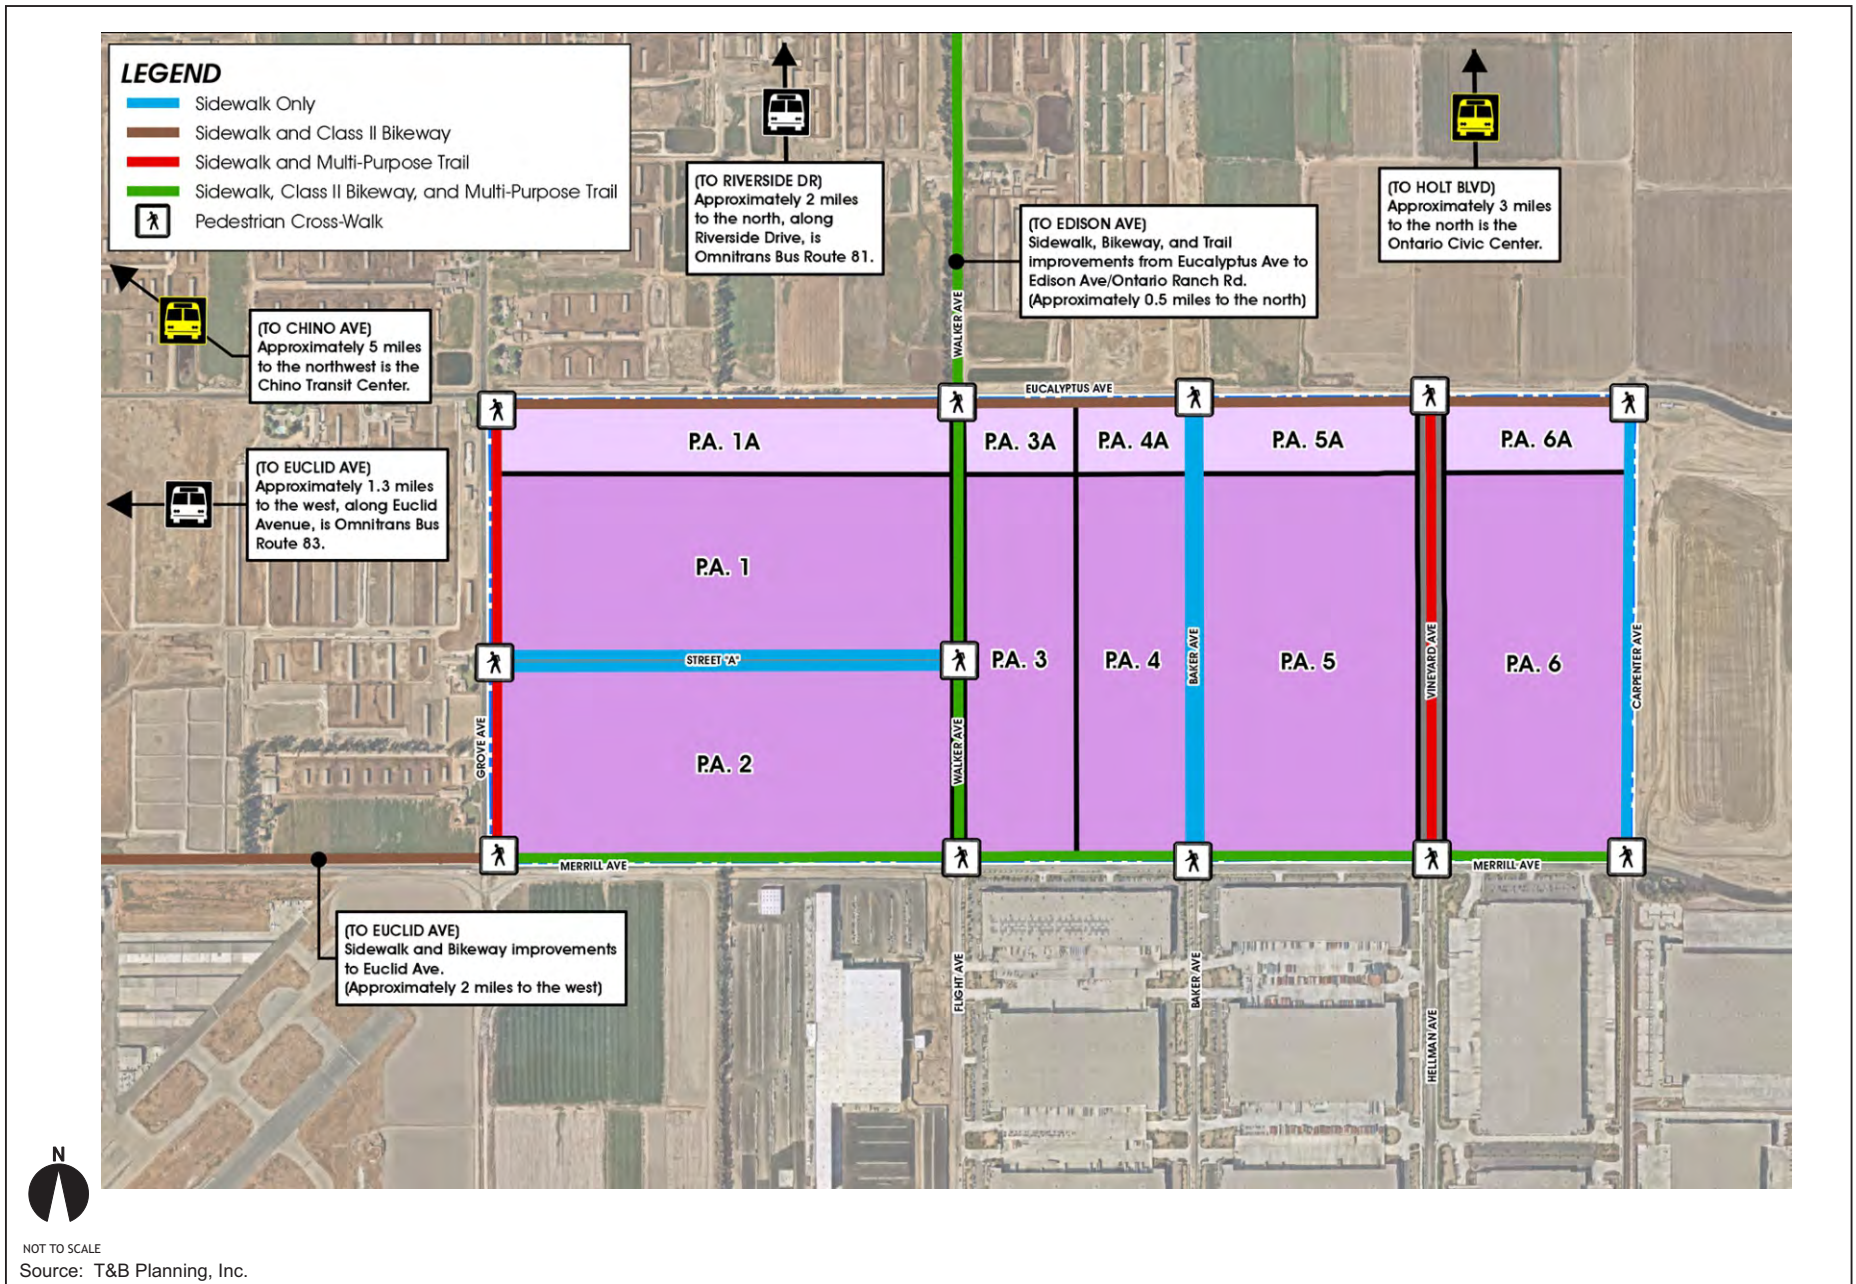 LEGEND
Sidewalk Only
Sidewalk and Class II Bikeway
Sidewalk and Multi-Purpose Trail
Sidewalk, Class II Bikeway, and Multi-Purpose Trail
Pedestrian Cross-Walk
(TO RIVERSIDE DR)
Approximately 2 miles
to the north, along
Riverside Drive, is
Omnitrans Bus Route 81.
(TO HOLT BLVD)
Approximately 3 miles
to the north is the
Ontario Civic Center.
(TO EDISON AVE)
Sidewalk, Bikeway, and Trail
improvements from Eucalyptus Ave to
Edison Ave/Ontario Ranch Rd.
(Approximately 0.5 miles to the north)
(TO CHINO AVE)
Approximately 5 miles
to the northwest is the
Chino Transit Center.
WALKER AVE
EUCALYPTUS AVE
(TO EUCLID AVE)
Approximately 1.3 miles
to the west, along Euclid
Avenue, is Omnitrans Bus
Route 83.
P.A. 1A
P.A. 3A
P.A. 4A
P.A. 5A
P.A. 6A
P.A. 1
STREET "A"
P.A. 3
P.A. 4
BAKER AVE
P.A. 5
VINEYARD AVE
P.A. 6
CARPENTER AVE
GROVE AVE
P.A. 2
WALKER AVE
MERRILL AVE
MERRILL AVE
(TO EUCLID AVE)
Sidewalk and Bikeway improvements
to Euclid Ave.
(Approximately 2 miles to the west)
FLIGHT AVE
BAKER AVE
HELLMAN AVE
N
NOT TO SCALE
Source: T&B Planning, Inc.